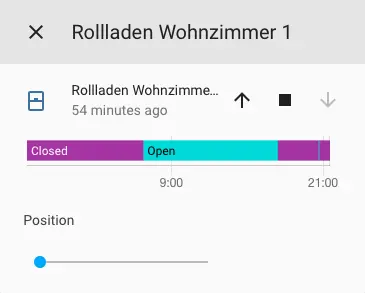 Rollladen Wohnzimmer 1
Rollladen Wohnzimme...
54 minutes ago
Closed
Open
9:00
21:00
Position